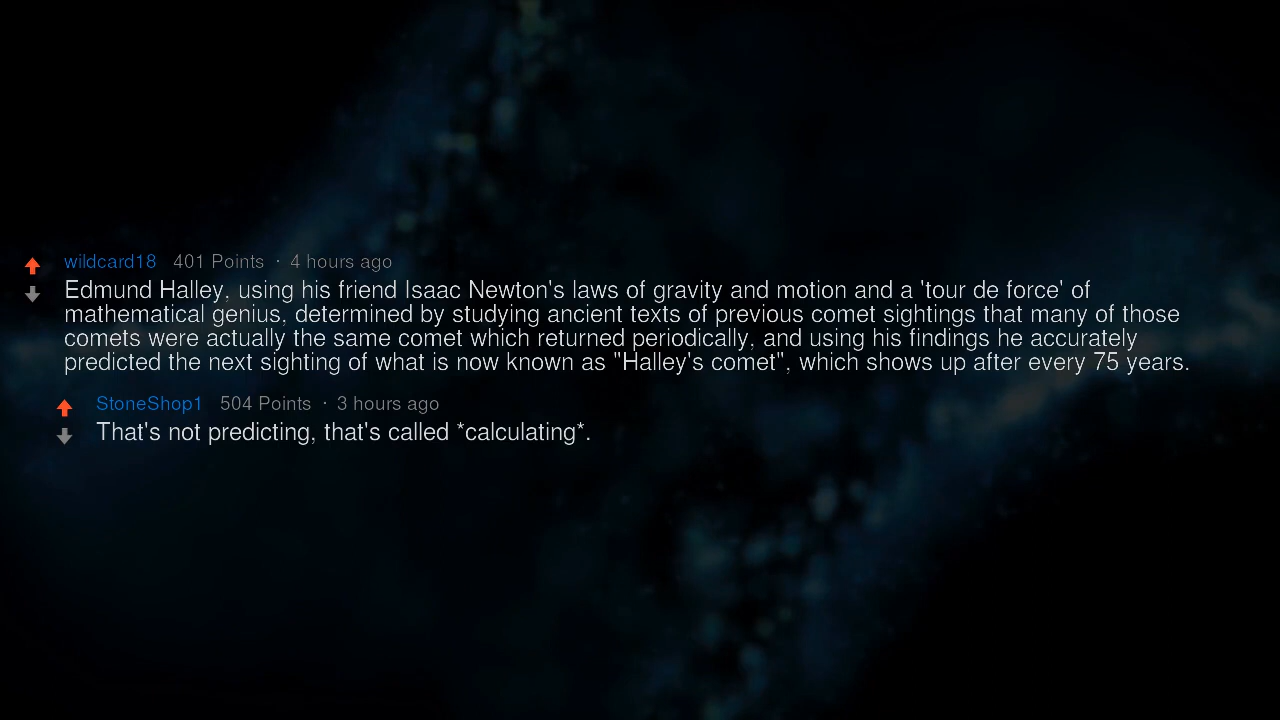 wildcard18 401 Points · 4 hours ago
Edmund Halley, using his friend Isaac Newton's laws of gravity and motion and a 'tour de force' of
mathematical genius, determined by studying ancient texts of previous comet sightings that many of those
comets were actually the same comet which returned periodically, and using his findings he accurately
predicted the next sighting of what is now known as "Halley's comet", which shows up after every 75 years.
StoneShop1 504 Points · 3 hours ago
That's not predicting, that's called *calculating*.